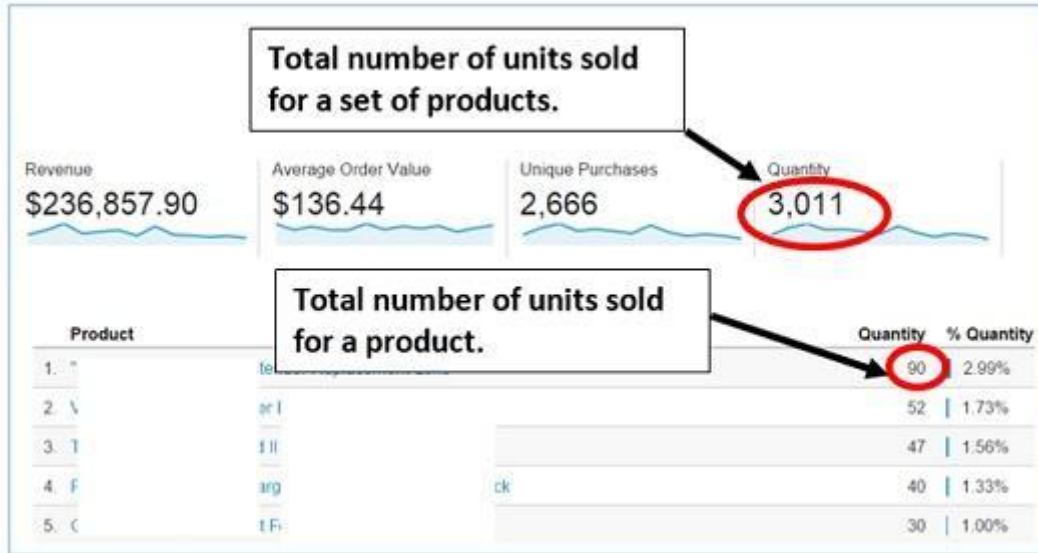 Total number of units sold
for a set of products.
Revenue Average Order Value Unique Purchases Quantity
$236,857.90 $136.44 2,666 3,011
Total number of units sold
for a product.
Product Quantity % Quantity
1. 90 2.99%
2. 52 1.73%
3. 47 1.56%
4. 40 1.33%
5. 30 1.00%